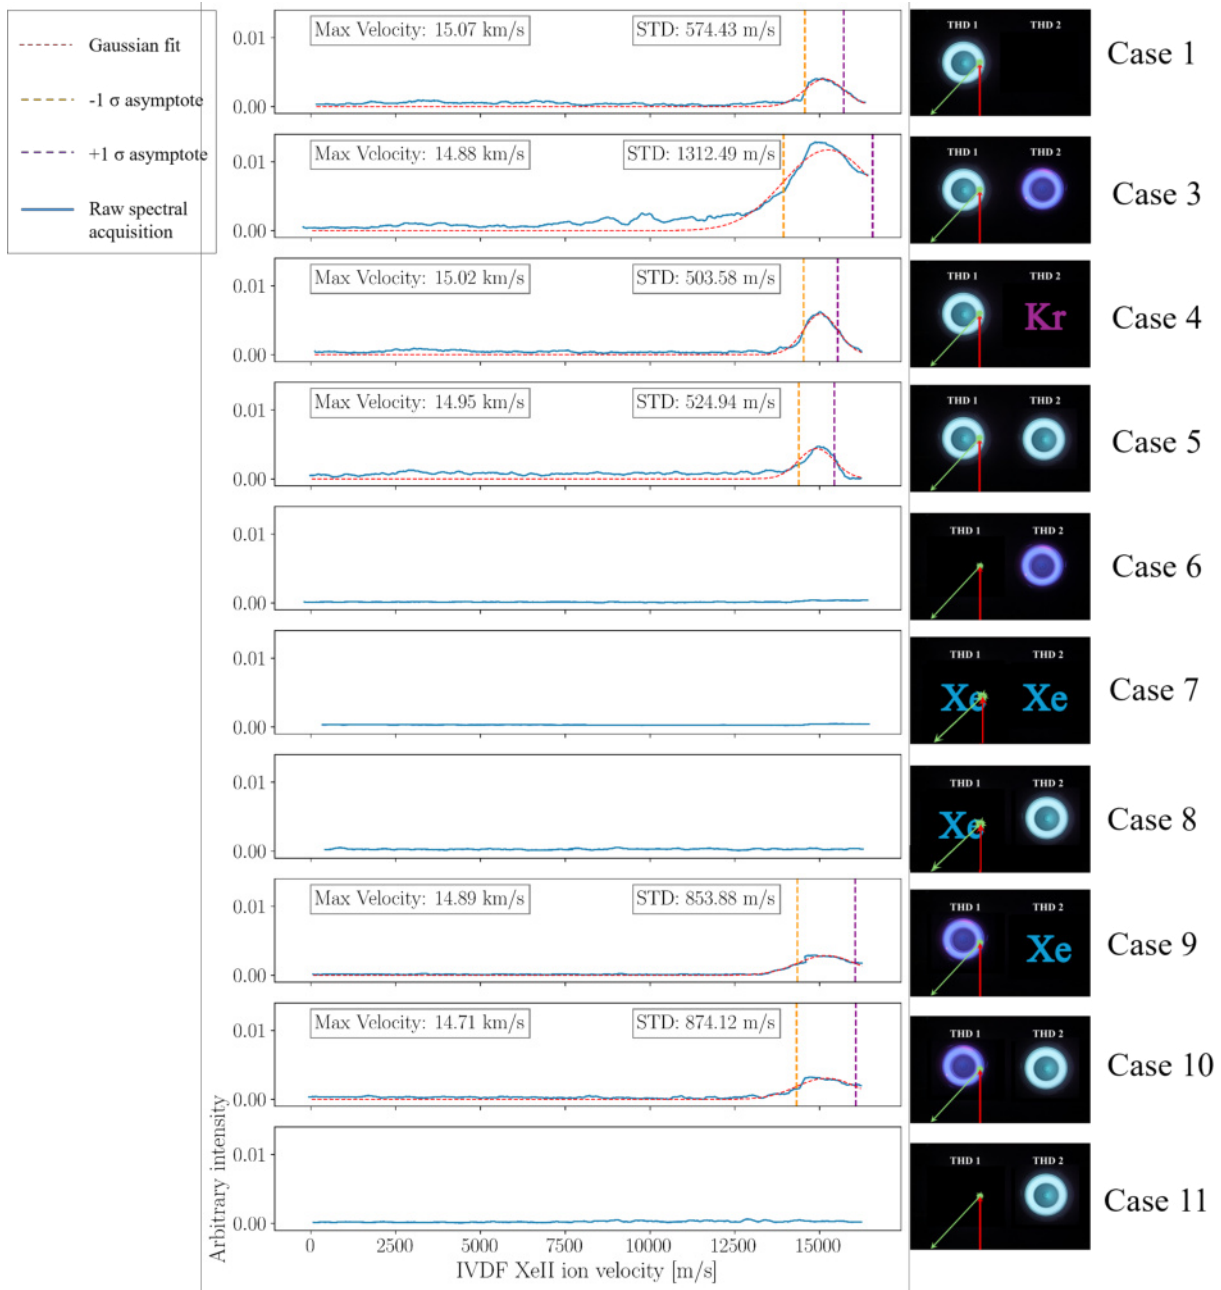 Gaussian fit
-1 σ asymptote
+1 σ asymptote
Raw spectral
acquisition
0.01
0.00
Max Velocity: 15.07 km/s
STD: 574.43 m/s
THD 1
THD 2
Case 1
0.01
0.00
Max Velocity: 14.88 km/s
STD: 1312.49 m/s
THD 1
THD 2
Case 3
0.01
0.00
Max Velocity: 15.02 km/s
STD: 503.58 m/s
THD 1
THD 2
Kr
Case 4
0.01
0.00
Max Velocity: 14.95 km/s
STD: 524.94 m/s
THD 1
THD 2
Case 5
0.01
0.00
THD 1
THD 2
Case 6
0.01
0.00
THD 1
THD 2
Xe
Xe
Case 7
0.01
0.00
THD 1
THD 2
Xe
Case 8
0.01
0.00
Max Velocity: 14.89 km/s
STD: 853.88 m/s
THD 1
THD 2
Xe
Case 9
0.01
0.00
Max Velocity: 14.71 km/s
STD: 874.12 m/s
THD 1
THD 2
Case 10
0.01
0.00
THD 1
THD 2
Case 11
Arbitrary intensity
0
2500
5000
7500
10000
12500
15000
IVDF XeII ion velocity [m/s]